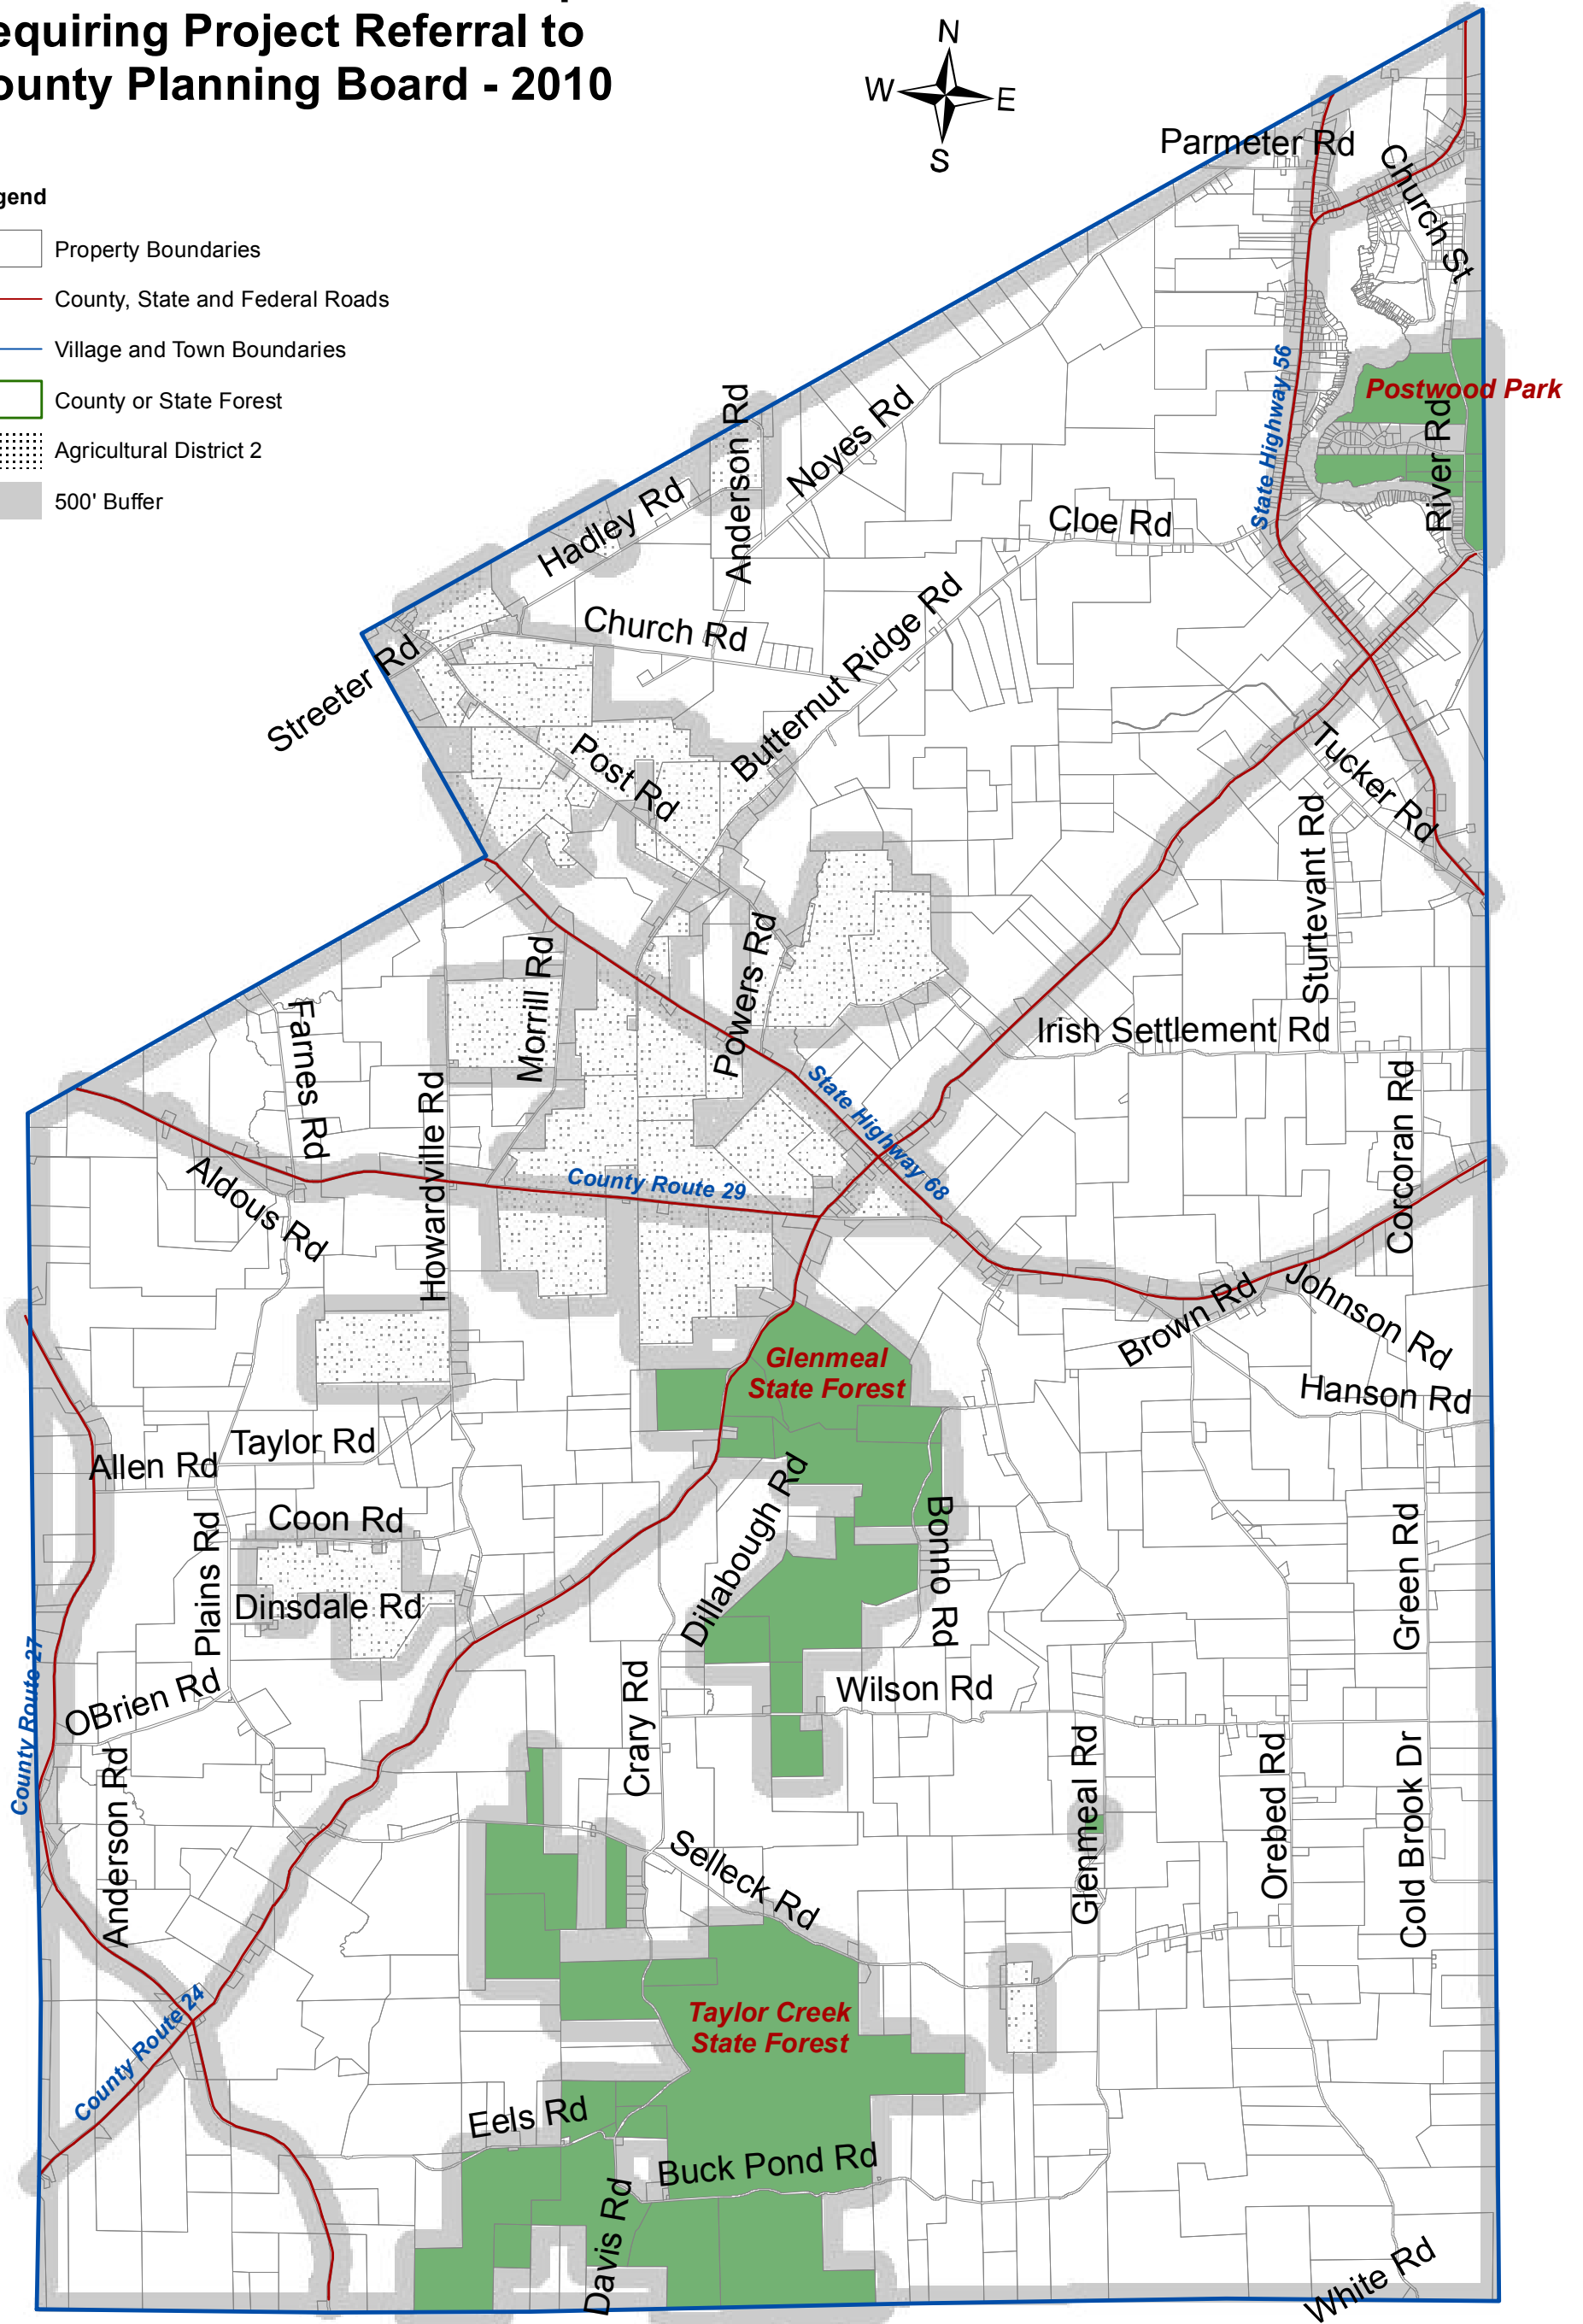 equiring Project Referral to
ounty Planning Board - 2010
N
W
E
S
gend
Property Boundaries
County, State and Federal Roads
Village and Town Boundaries
County or State Forest
Agricultural District 2
500' Buffer
Parmeter Rd
Church St
State Highway 56
Postwood Park
River Rd
Anderson Rd
Noyes Rd
Hadley Rd
Cloe Rd
Church Rd
Butternut Ridge Rd
Streeter Rd
Post Rd
Tucker Rd
Sturtevant Rd
Powers Rd
Morrill Rd
Farnes Rd
Irish Settlement Rd
State Highway 68
Corcoran Rd
Howardville Rd
Aldous Rd
County Route 29
Brown Rd
Johnson Rd
Hanson Rd
Glenmeal
State Forest
Taylor Rd
Allen Rd
Coon Rd
Plains Rd
Dinsdale Rd
Dillabough Rd
Bonno Rd
Green Rd
OBrien Rd
County Route 27
Crary Rd
Wilson Rd
Glenmeal Rd
Orebed Rd
Cold Brook Dr
Anderson Rd
Selleck Rd
Taylor Creek
State Forest
County Route 24
Eels Rd
Buck Pond Rd
Davis Rd
White Rd